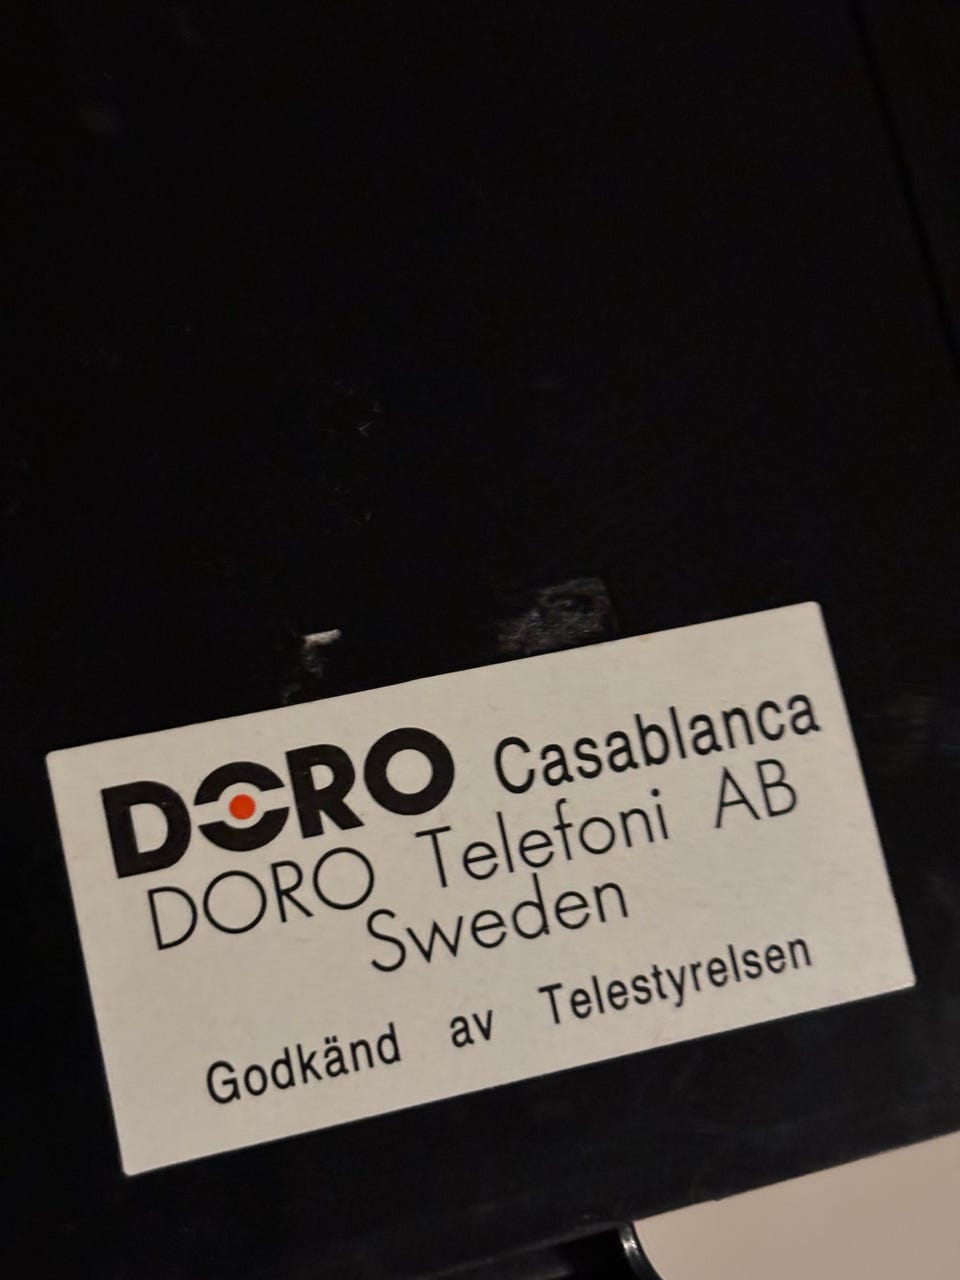 DORO Casablanca
DORO Telefoni AB
Sweden
Godkänd av Telestyrelsen